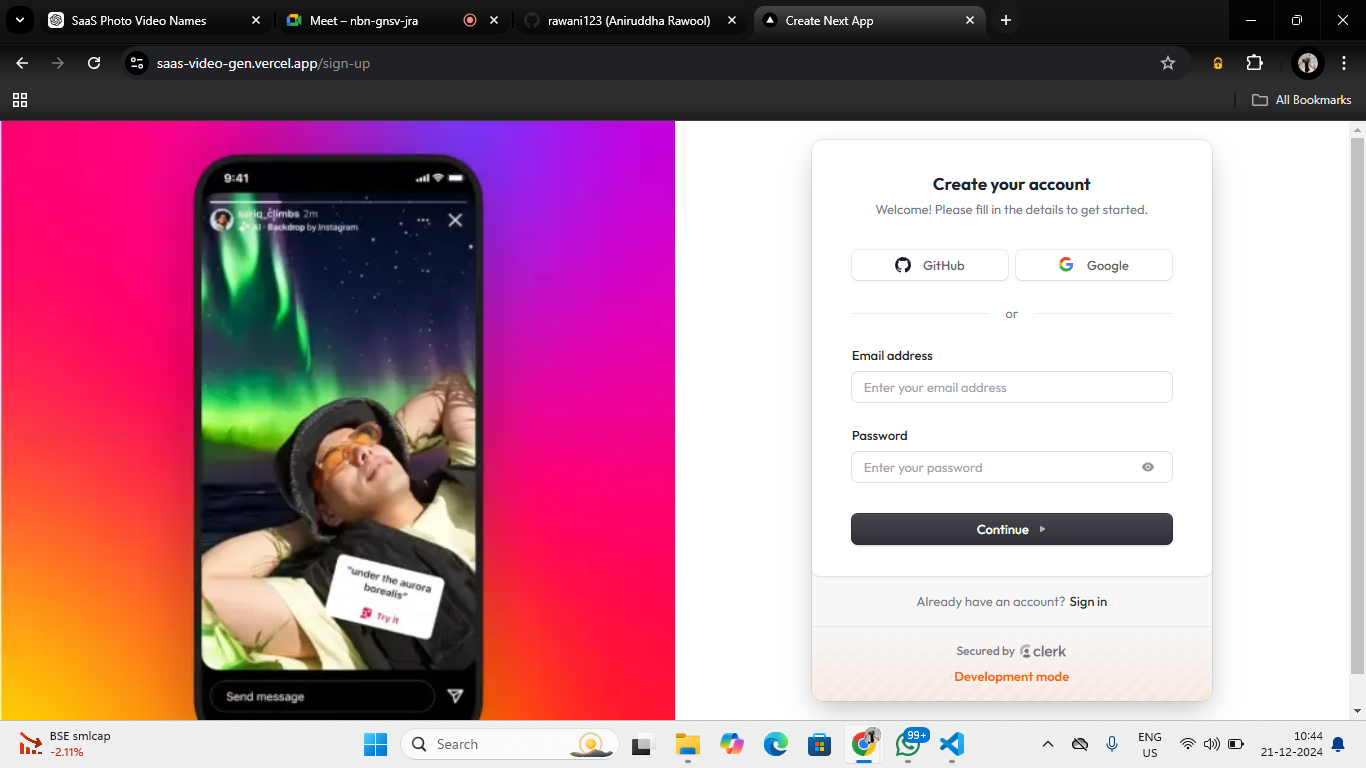 SaaS Photo Video Names
Meet – nbn-gnsv-jra
rawani123 (Aniruddha Rawool)
Create Next App
saas-video-gen.vercel.app/sign-up
All Bookmarks
9:41
sariq_climbs 2m
AI · Backdrop by Instagram
"under the aurora
borealis"
Try it
Send message
Create your account
Welcome! Please fill in the details to get started.
GitHub
Google
or
Email address
Enter your email address
Password
Enter your password
Continue
Already have an account? Sign in
Secured by clerk
Development mode
BSE smlcap
-2.11%
Search
99+
ENG
US
10:44
21-12-2024